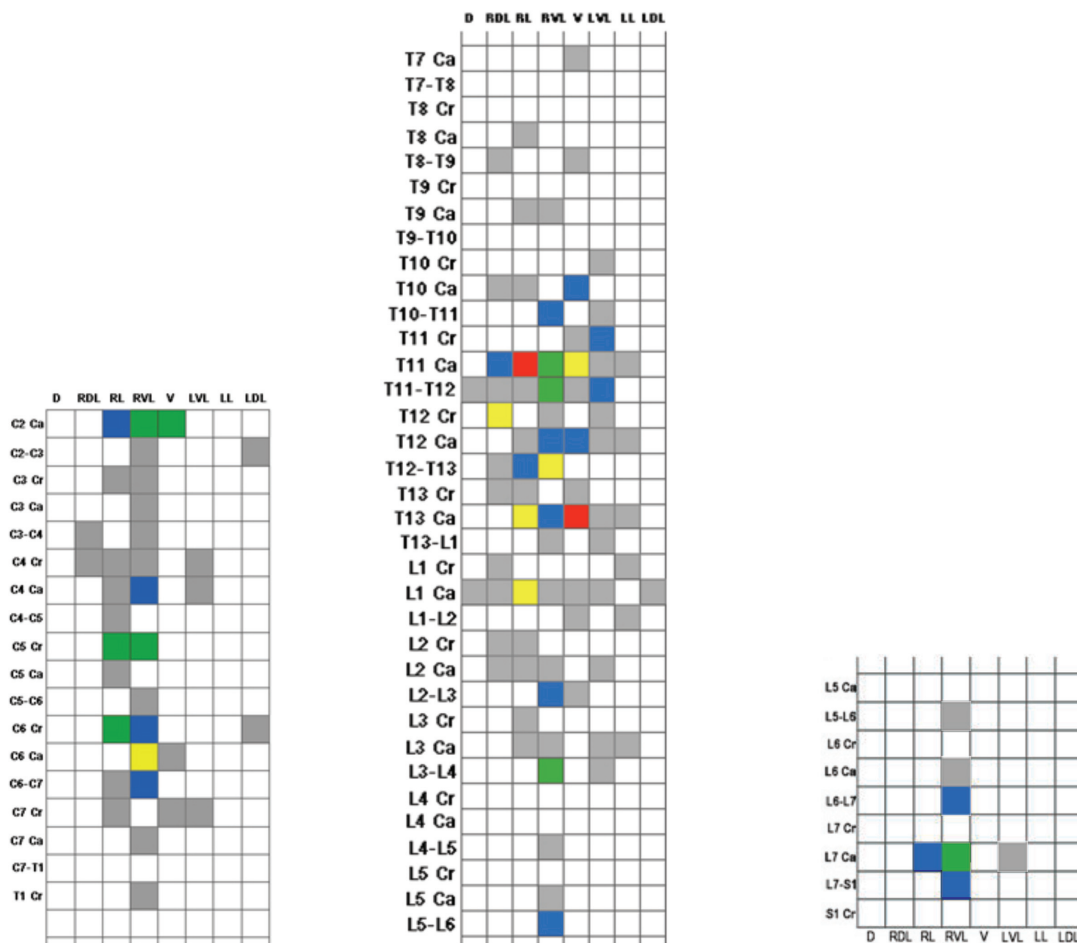 D RDL RL RVL V LVL LL LDL
C2 Ca
C2-C3
C3 Cr
C3 Ca
C3-C4
C4 Cr
C4 Ca
C4-C5
C5 Cr
C5 Ca
C5-C6
C6 Cr
C6 Ca
C6-C7
C7 Cr
C7 Ca
C7-T1
T1 Cr
D RDL RL RVL V LVL LL LDL
T7 Ca
T7-T8
T8 Cr
T8 Ca
T8-T9
T9 Cr
T9 Ca
T9-T10
T10 Cr
T10 Ca
T10-T11
T11 Cr
T11 Ca
T11-T12
T12 Cr
T12 Ca
T12-T13
T13 Cr
T13 Ca
T13-L1
L1 Cr
L1 Ca
L1-L2
L2 Cr
L2 Ca
L2-L3
L3 Cr
L3 Ca
L3-L4
L4 Cr
L4 Ca
L4-L5
L5 Cr
L5 Ca
L5-L6
L5 Ca
L5-L6
L6 Cr
L6 Ca
L6-L7
L7 Cr
L7 Ca
L7-S1
S1 Cr
D RDL RL RVL V LVL LL LDL